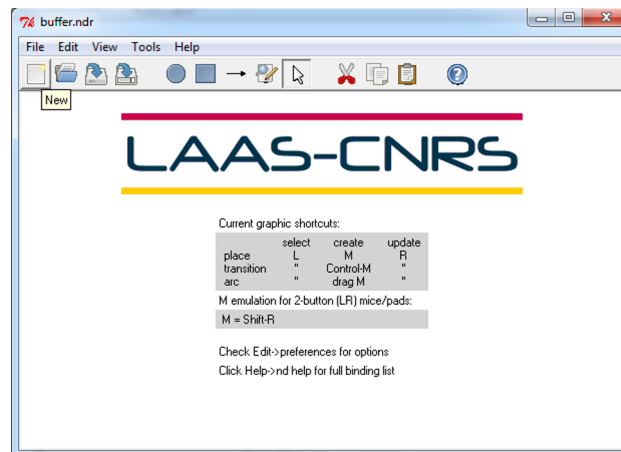 buffer.ndr
File Edit View Tools Help
New
LAAS-CNRS
Current graphic shortcuts:
select create update
place L M R
transition " Control-M "
arc " drag M "
M emulation for 2-button (LR) mice/pads:
M = Shift-R
Check Edit->preferences for options
Click Help->nd help for full binding list